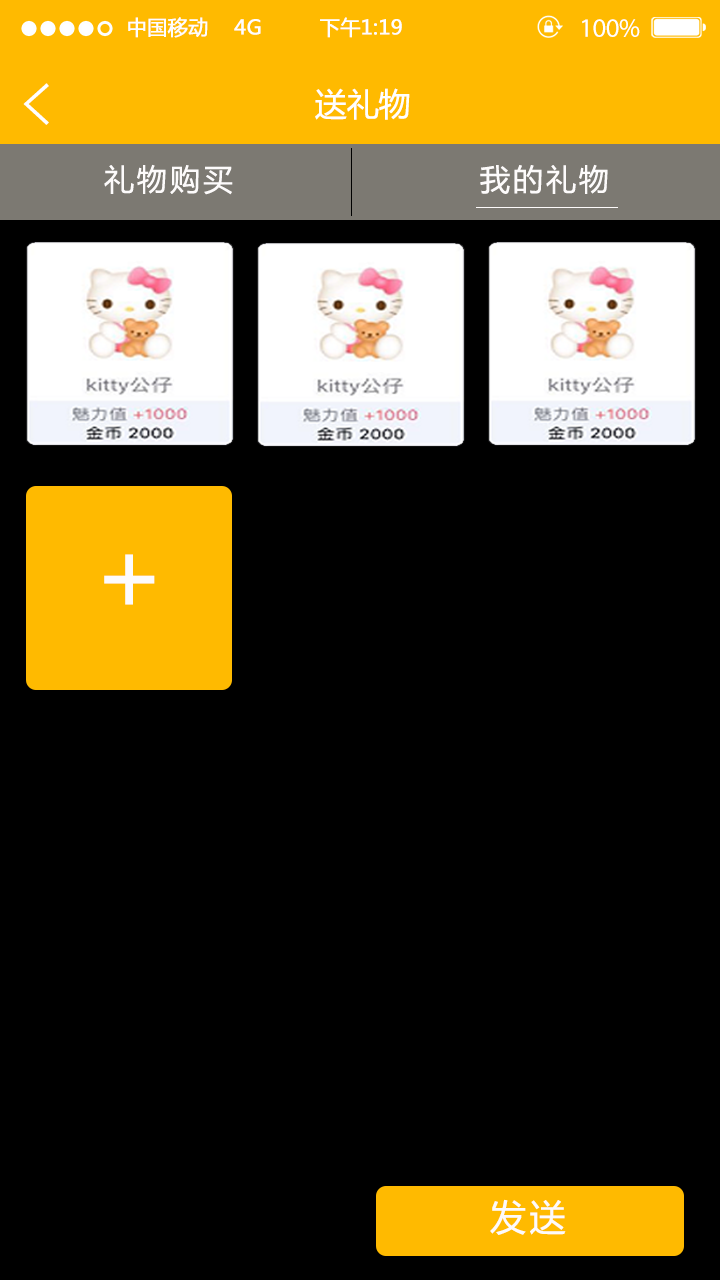 中国移动 4G 下午1:19 100%
送礼物
礼物购买 我的礼物
kitty公仔 kitty公仔 kitty公仔
魅力值 +1000 魅力值 +1000 魅力值 +1000
金币 2000 金币 2000 金币 2000
+
发送